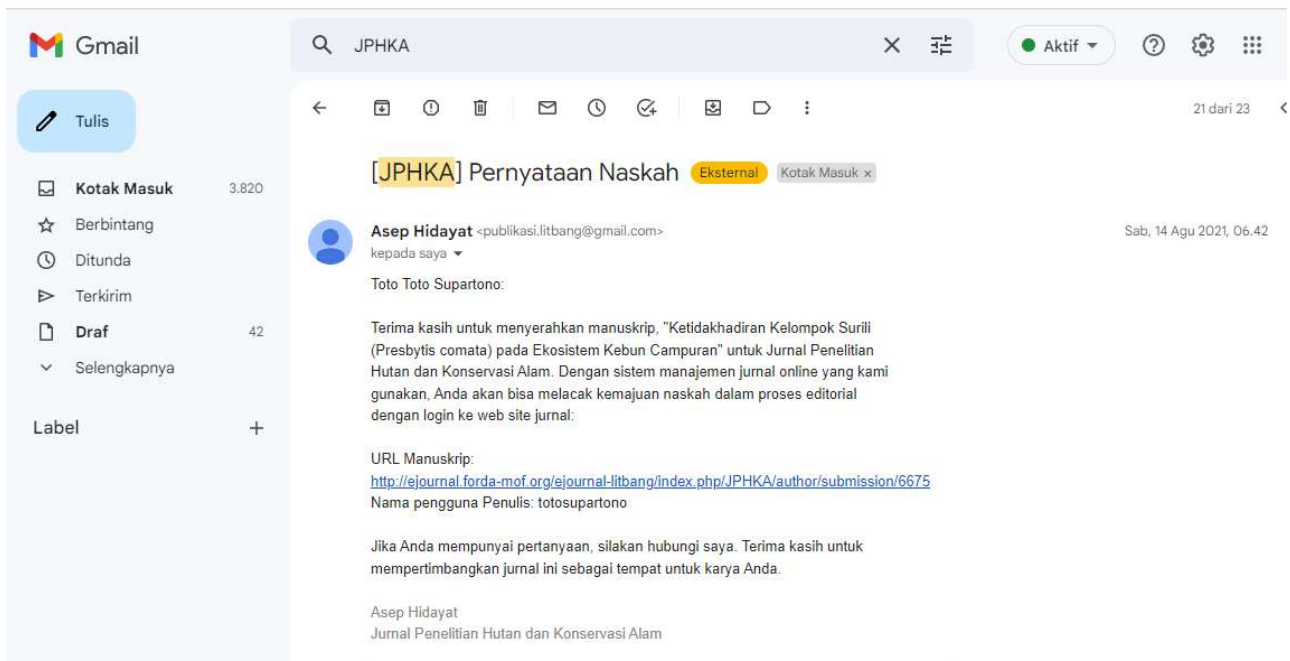 Gmail
JPHKA
Aktif
Tulis
21 dari 23
[JPHKA] Pernyataan Naskah Eksternal Kotak Masuk x
Kotak Masuk 3.820
Berbintang
Ditunda
Terkirim
Draf 42
Selengkapnya
Label
Asep Hidayat <publikasi.litbang@gmail.com> Sab, 14 Agu 2021, 06.42
kepada saya
Toto Toto Supartono:
Terima kasih untuk menyerahkan manuskrip, "Ketidakhadiran Kelompok Surili
(Presbytis comata) pada Ekosistem Kebun Campuran" untuk Jurnal Penelitian
Hutan dan Konservasi Alam. Dengan sistem manajemen jurnal online yang kami
gunakan, Anda akan bisa melacak kemajuan naskah dalam proses editorial
dengan login ke web site jurnal:
URL Manuskrip:
http://ejournal.forda-mof.org/ejournal-litbang/index.php/JPHKA/author/submission/6675
Nama pengguna Penulis: totosupartono
Jika Anda mempunyai pertanyaan, silakan hubungi saya. Terima kasih untuk
mempertimbangkan jurnal ini sebagai tempat untuk karya Anda.
Asep Hidayat
Jurnal Penelitian Hutan dan Konservasi Alam